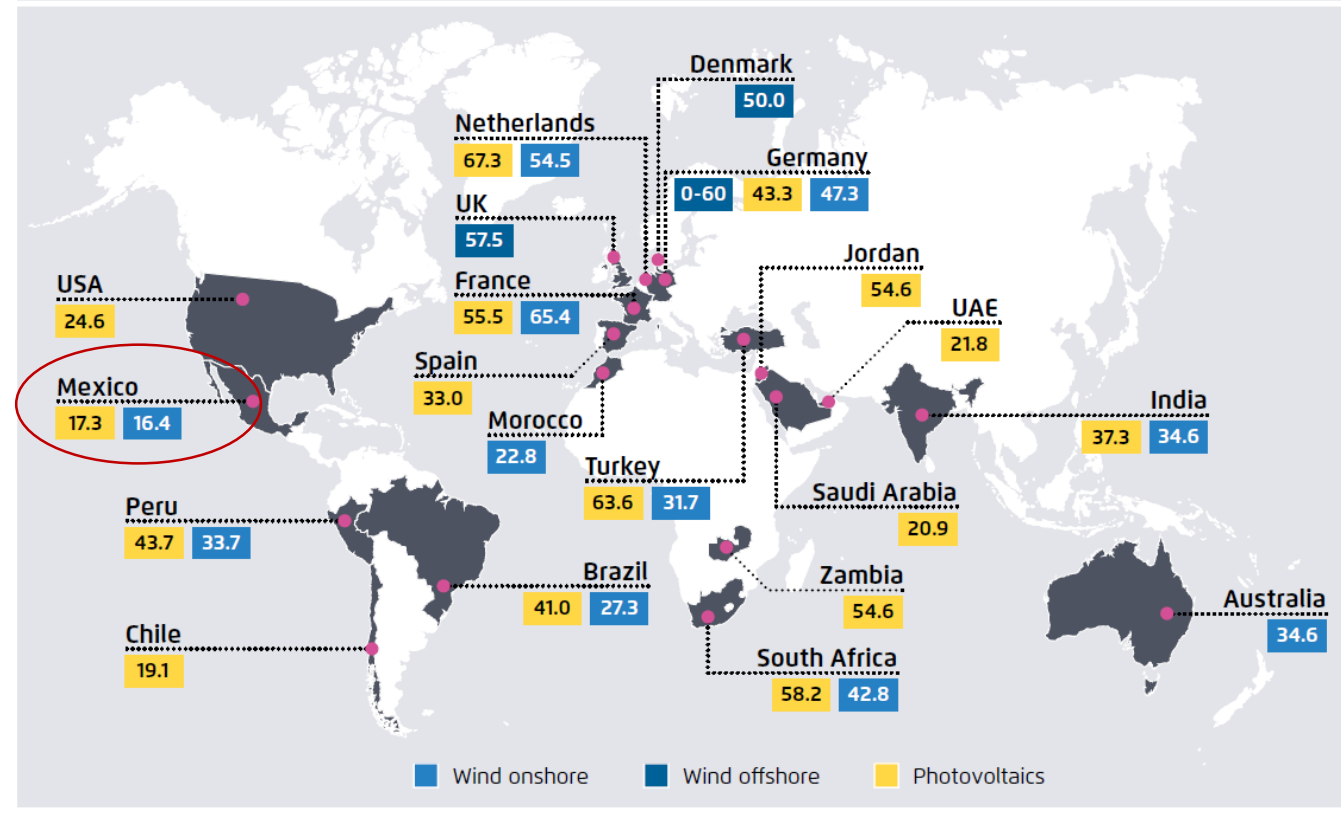 Denmark
50.0
Netherlands
67.3 54.5
Germany
0-60 43.3 47.3
UK
57.5
Jordan
54.6
USA
24.6
France
55.5 65.4
UAE
21.8
Spain
33.0
Mexico
17.3 16.4
Morocco
22.8
India
37.3 34.6
Turkey
63.6 31.7
Saudi Arabia
20.9
Peru
43.7 33.7
Brazil
41.0 27.3
Zambia
54.6
Australia
34.6
Chile
19.1
South Africa
58.2 42.8
Wind onshore Wind offshore Photovoltaics